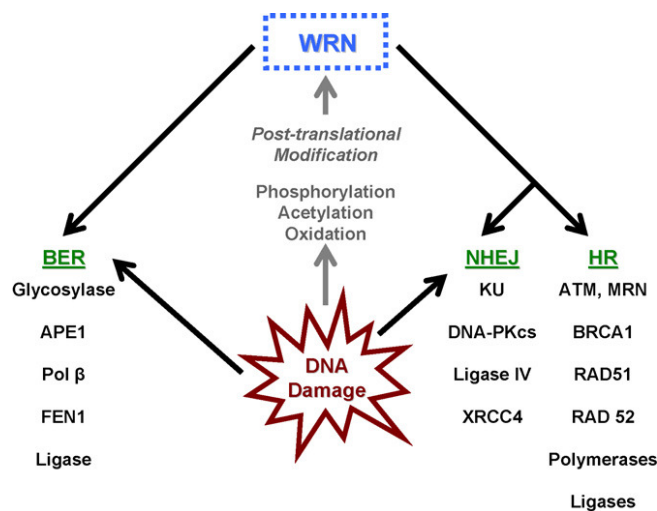 WRN
Post-translational
Modification
Phosphorylation
Acetylation
Oxidation
BER
Glycosylase
APE1
Pol β
FEN1
Ligase
DNA
Damage
NHEJ
KU
DNA-PKcs
Ligase IV
XRCC4
HR
ATM, MRN
BRCA1
RAD51
RAD 52
Polymerases
Ligases